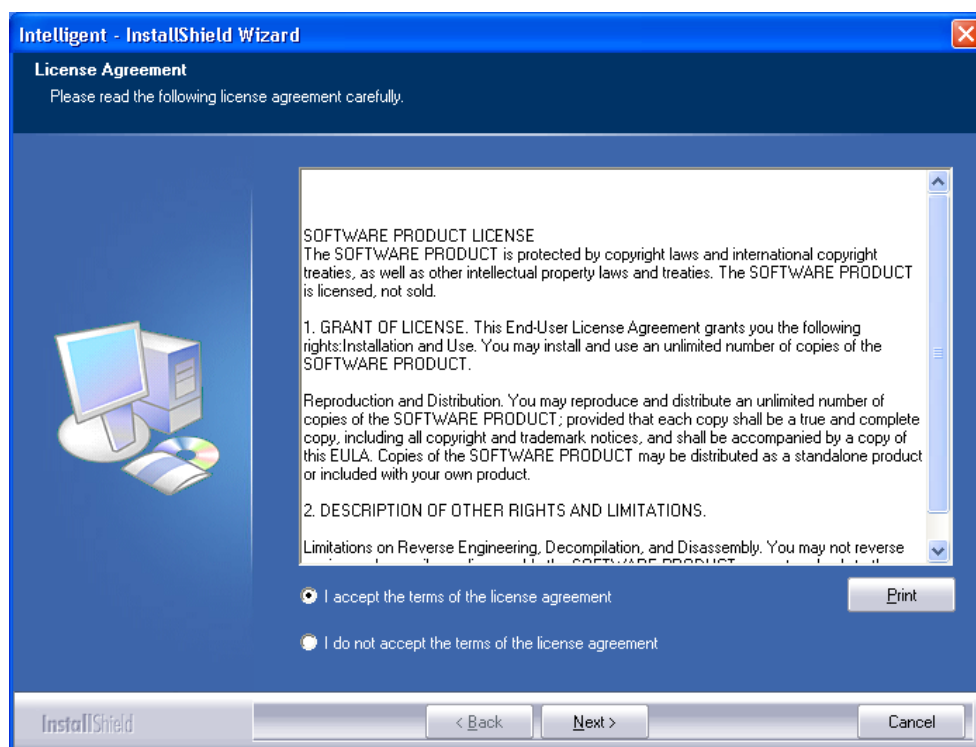 Intelligent - InstallShield Wizard
License Agreement
Please read the following license agreement carefully.
SOFTWARE PRODUCT LICENSE
The SOFTWARE PRODUCT is protected by copyright laws and international copyright
treaties, as well as other intellectual property laws and treaties. The SOFTWARE PRODUCT
is licensed, not sold.
1. GRANT OF LICENSE. This End-User License Agreement grants you the following
rights:Installation and Use. You may install and use an unlimited number of copies of the
SOFTWARE PRODUCT.
Reproduction and Distribution. You may reproduce and distribute an unlimited number of
copies of the SOFTWARE PRODUCT; provided that each copy shall be a true and complete
copy, including all copyright and trademark notices, and shall be accompanied by a copy of
this EULA. Copies of the SOFTWARE PRODUCT may be distributed as a standalone product
or included with your own product.
2. DESCRIPTION OF OTHER RIGHTS AND LIMITATIONS.
Limitations on Reverse Engineering, Decompilation, and Disassembly. You may not reverse
I accept the terms of the license agreement
Print
I do not accept the terms of the license agreement
InstallShield
< Back
Next >
Cancel